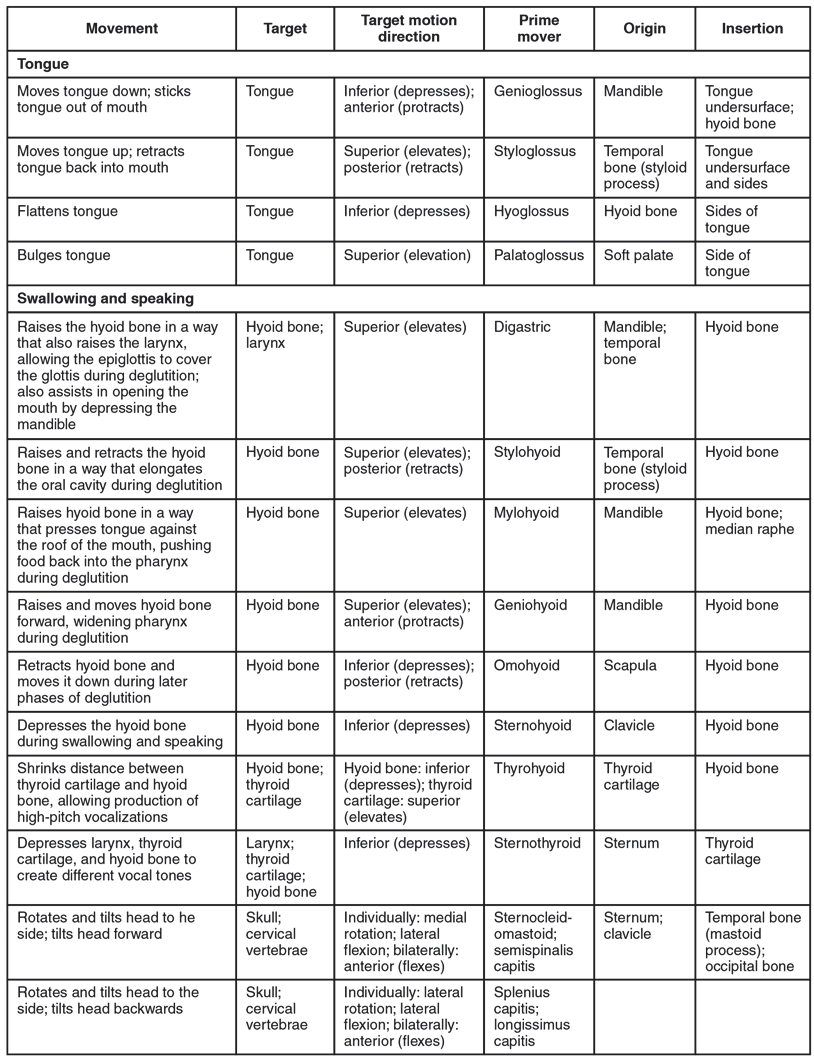 Movement
Target
Target motion
direction
Prime
mover
Origin
Insertion
Tongue
Moves tongue down; sticks
tongue out of mouth
Tongue
Inferior (depresses);
anterior (protracts)
Genioglossus
Mandible
Tongue
undersurface;
hyoid bone
Moves tongue up; retracts
tongue back into mouth
Tongue
Superior (elevates);
posterior (retracts)
Styloglossus
Temporal
bone (styloid
process)
Tongue
undersurface
and sides
Flattens tongue
Tongue
Inferior (depresses)
Hyoglossus
Hyoid bone
Sides of
tongue
Bulges tongue
Tongue
Superior (elevation)
Palatoglossus
Soft palate
Side of
tongue
Swallowing and speaking
Raises the hyoid bone in a way
that also raises the larynx,
allowing the epiglottis to cover
the glottis during deglutition;
also assists in opening the
mouth by depressing the
mandible
Hyoid bone;
larynx
Superior (elevates)
Digastric
Mandible;
temporal
bone
Hyoid bone
Raises and retracts the hyoid
bone in a way that elongates
the oral cavity during deglutition
Hyoid bone
Superior (elevates);
posterior (retracts)
Stylohyoid
Temporal
bone (styloid
process)
Hyoid bone
Raises hyoid bone in a way
that presses tongue against
the roof of the mouth, pushing
food back into the pharynx
during deglutition
Hyoid bone
Superior (elevates)
Mylohyoid
Mandible
Hyoid bone;
median raphe
Raises and moves hyoid bone
forward, widening pharynx
during deglutition
Hyoid bone
Superior (elevates);
anterior (protracts)
Geniohyoid
Mandible
Hyoid bone
Retracts hyoid bone and
moves it down during later
phases of deglutition
Hyoid bone
Inferior (depresses);
posterior (retracts)
Omohyoid
Scapula
Hyoid bone
Depresses the hyoid bone
during swallowing and speaking
Hyoid bone
Inferior (depresses)
Sternohyoid
Clavicle
Hyoid bone
Shrinks distance between
thyroid cartilage and hyoid
bone, allowing production of
high-pitch vocalizations
Hyoid bone;
thyroid
cartilage
Hyoid bone: inferior
(depresses); thyroid
cartilage: superior
(elevates)
Thyrohyoid
Thyroid
cartilage
Hyoid bone
Depresses larynx, thyroid
cartilage, and hyoid bone to
create different vocal tones
Larynx;
thyroid
cartilage;
hyoid bone
Inferior (depresses)
Sternothyroid
Sternum
Thyroid
cartilage
Rotates and tilts head to he
side; tilts head forward
Skull;
cervical
vertebrae
Individually: medial
rotation; lateral
flexion; bilaterally:
anterior (flexes)
Sternocleid-
omastoid;
semispinalis
capitis
Sternum;
clavicle
Temporal bone
(mastoid
process);
occipital bone
Rotates and tilts head to the
side; tilts head backwards
Skull;
cervical
vertebrae
Individually: lateral
rotation; lateral
flexion; bilaterally:
anterior (flexes)
Splenius
capitis;
longissimus
capitis